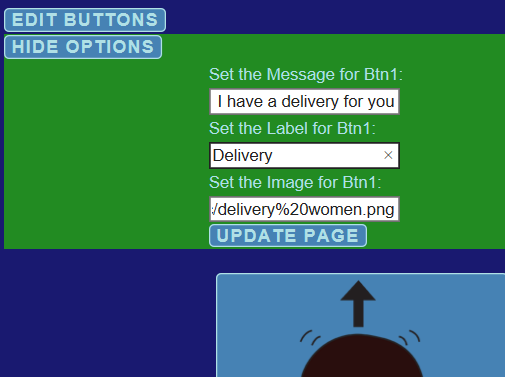 EDIT BUTTONS
HIDE OPTIONS
Set the Message for Btn1:
I have a delivery for you
Set the Label for Btn1:
Delivery ×
Set the Image for Btn1:
/delivery%20women.png
UPDATE PAGE